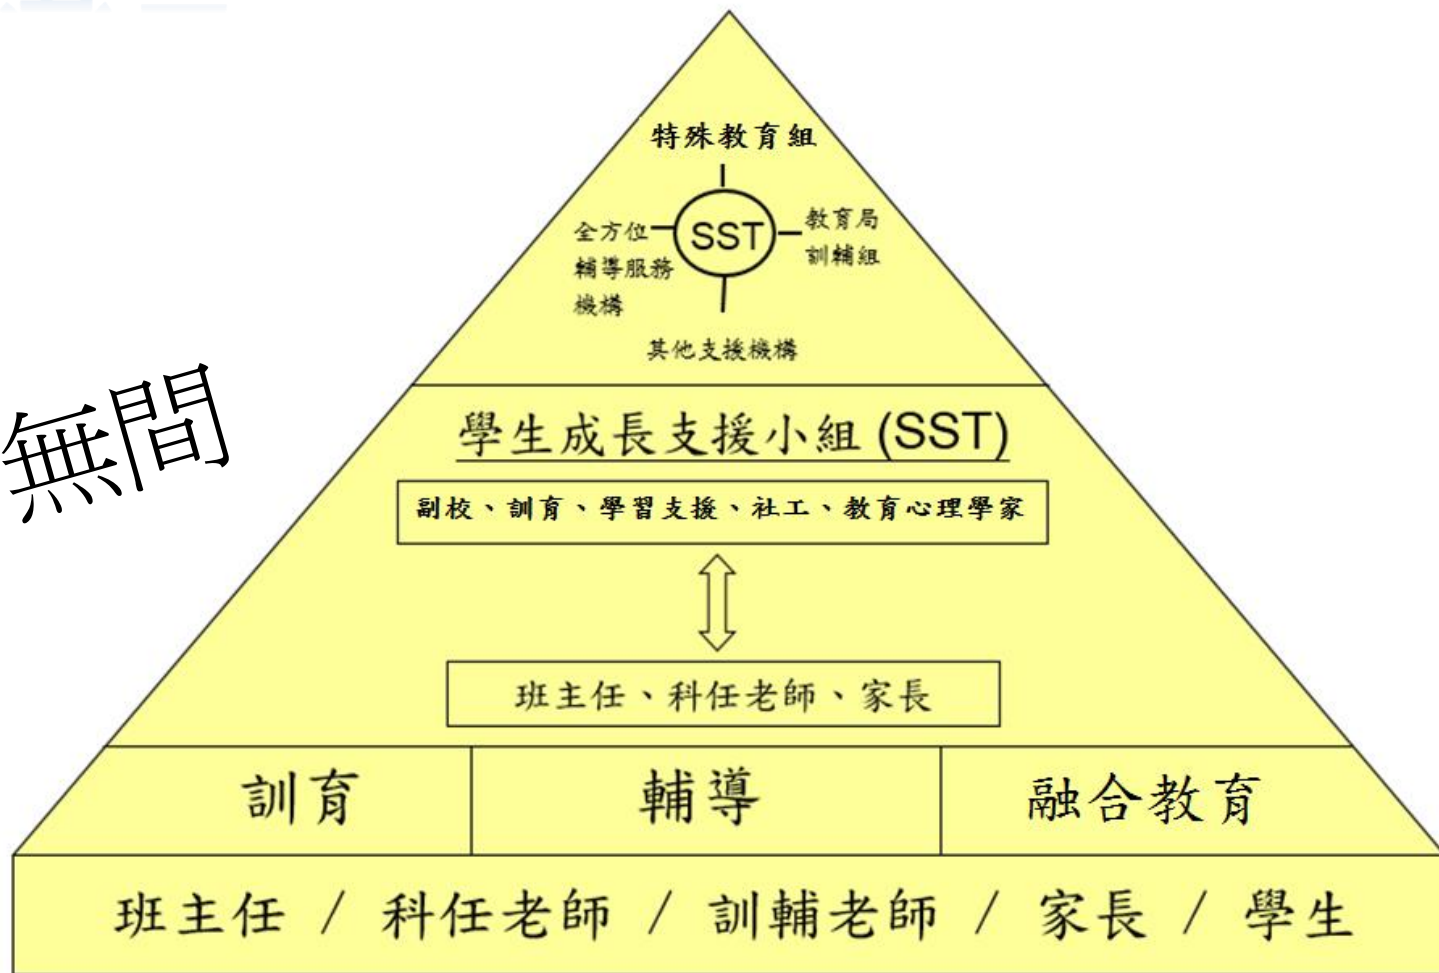 特殊教育組
SST
全方位
輔導服務
機構
教育局
訓輔組
其他支援機構
無間
學生成長支援小組 (SST)
副校、訓育、學習支援、社工、教育心理學家
班主任、科任老師、家長
訓育
輔導
融合教育
班主任 / 科任老師 / 訓輔老師 / 家長 / 學生